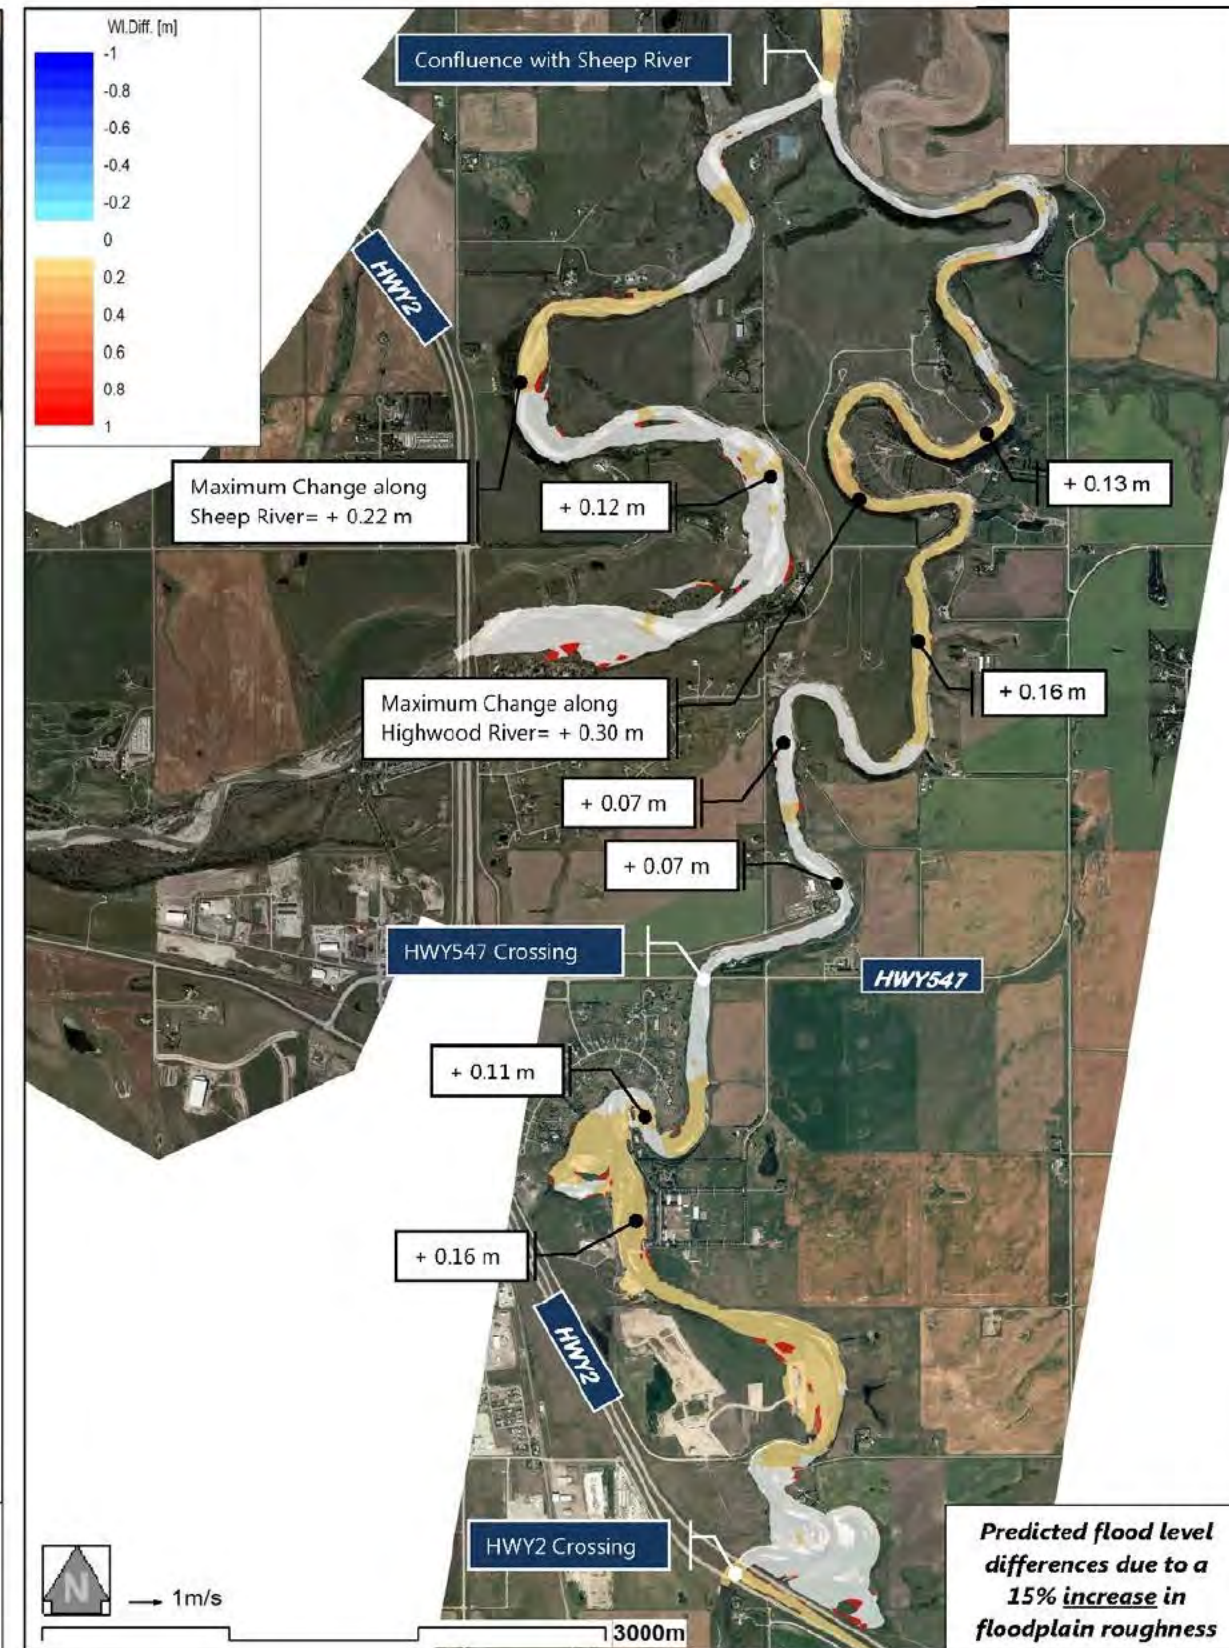 Wl.Diff. [m]
-1
-0.8
-0.6
-0.4
-0.2
0
0.2
0.4
0.6
0.8
1
Confluence with Sheep River
HWY2
Maximum Change along
Sheep River= + 0.22 m
+ 0.12 m
+ 0.13 m
Maximum Change along
Highwood River= + 0.30 m
+ 0.16 m
+ 0.07 m
+ 0.07 m
HWY547 Crossing
HWY547
+ 0.11 m
+ 0.16 m
HWY2
HWY2 Crossing
N
1m/s
3000m
Predicted flood level
differences due to a
15% increase in
floodplain roughness